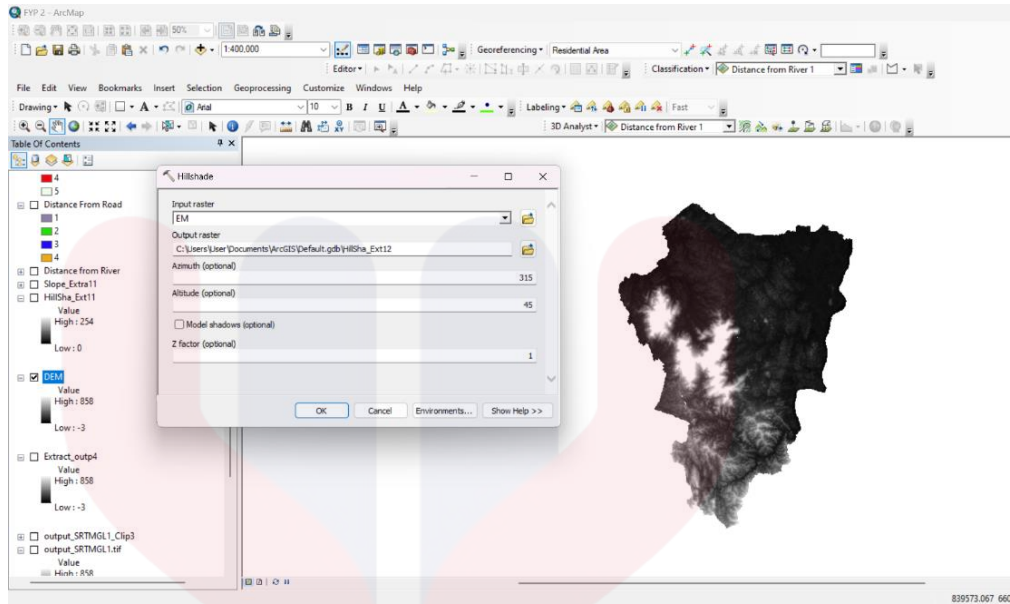 FYP 2 - ArcMap
50%
1:400,000
Georeferencing
Residential Area
Editor
Classification
Distance from River 1
File Edit View Bookmarks Insert Selection Geoprocessing Customize Windows Help
Drawing
A
Arial
10
B I U A
Labeling
Fast
3D Analyst
Distance from River 1
Table Of Contents
4
5
Distance From Road
1
2
3
4
Distance from River
Slope_Extra11
HillSha_Ext11
Value
High : 254
Low : 0
DEM
Value
High : 858
Low : -3
Extract_outp4
Value
High : 858
Low : -3
output_SRTMGL1_Clip3
output_SRTMGL1.tif
Value
High : 858
Hillshade
Input raster
EM
Output raster
C:\Users\User\Documents\ArcGIS\Default.gdb\HillSha_Ext12
Azimuth (optional)
315
Altitude (optional)
45
Model shadows (optional)
Z factor (optional)
1
OK Cancel Environments... Show Help >>
839573.067 660